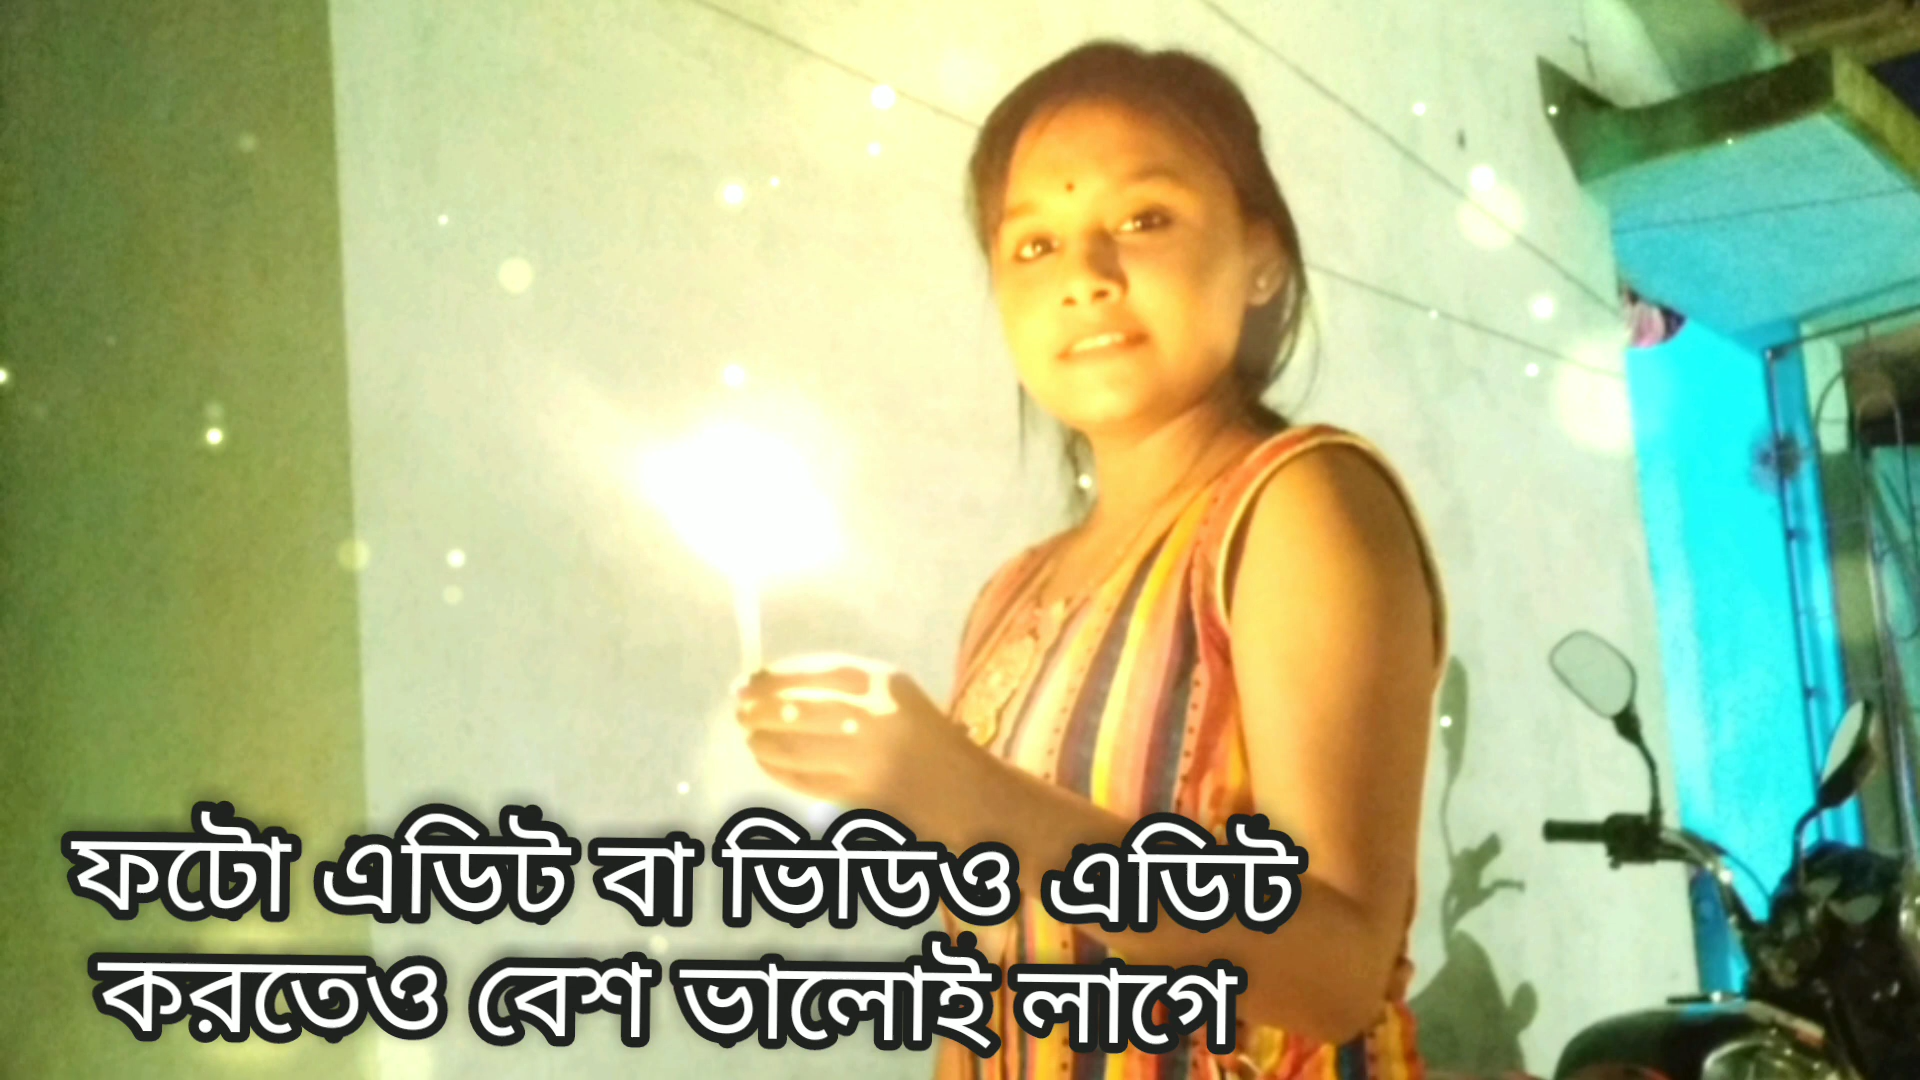 ফটো এডিট বা ভিডিও এডিট
করতেও বেশ ভালোই লাগে